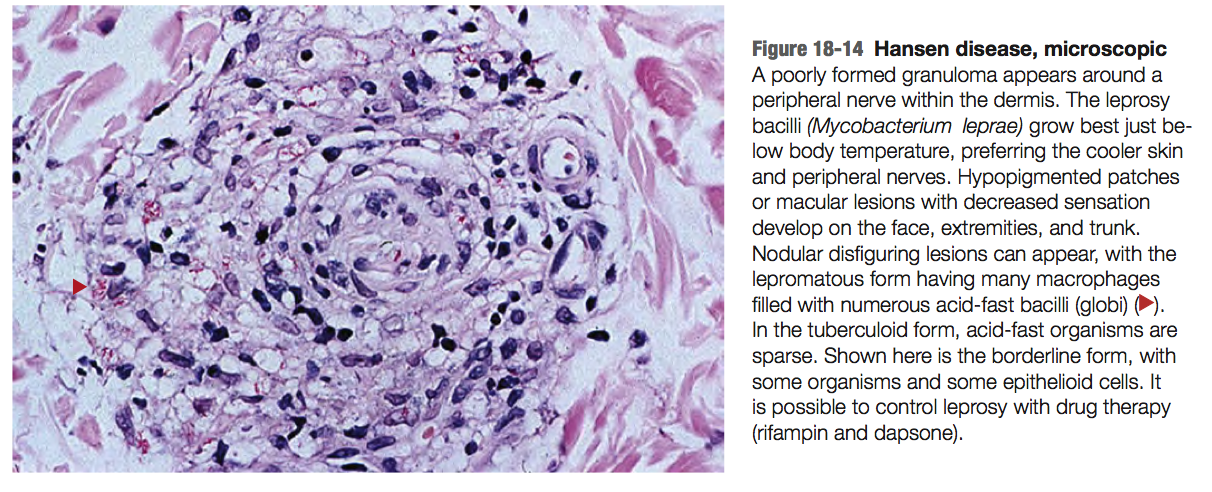 Figure 18-14 Hansen disease, microscopic
A poorly formed granuloma appears around a
peripheral nerve within the dermis. The leprosy
bacilli (Mycobacterium leprae) grow best just be-
low body temperature, preferring the cooler skin
and peripheral nerves. Hypopigmented patches
or macular lesions with decreased sensation
develop on the face, extremities, and trunk.
Nodular disfiguring lesions can appear, with the
lepromatous form having many macrophages
filled with numerous acid-fast bacilli (globi) (▶).
In the tuberculoid form, acid-fast organisms are
sparse. Shown here is the borderline form, with
some organisms and some epithelioid cells. It
is possible to control leprosy with drug therapy
(rifampin and dapsone).